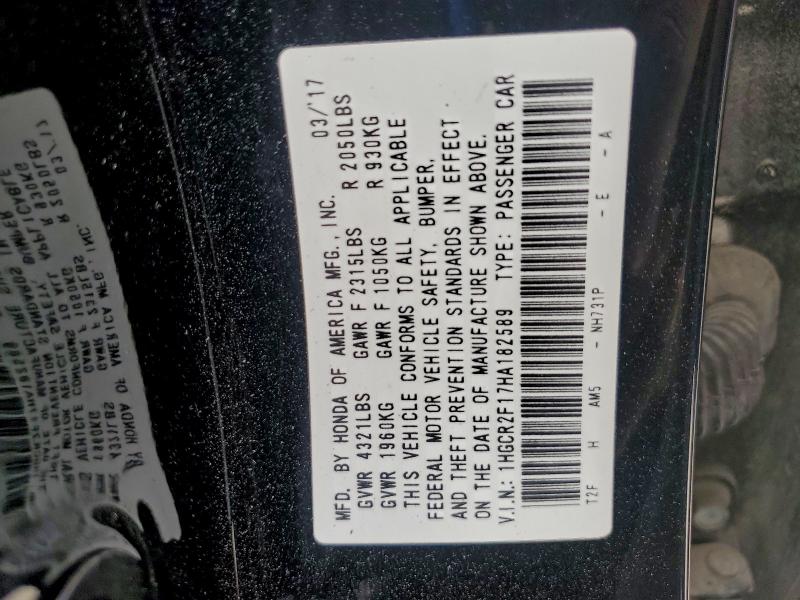 MFD. BY HONDA OF AMERICA MFG., INC. 03/'17
GVWR 4321LBS GAWR F 2315LBS R 2050LBS
GVWR 1960KG GAWR F 1050KG R 930KG
THIS VEHICLE CONFORMS TO ALL APPLICABLE
FEDERAL MOTOR VEHICLE SAFETY, BUMPER,
AND THEFT PREVENTION STANDARDS IN EFFECT
ON THE DATE OF MANUFACTURE SHOWN ABOVE.
V.I.N.: 1HGCR2F17HA182589 TYPE: PASSENGER CAR
T2F H AM5 - NH731P - E - A